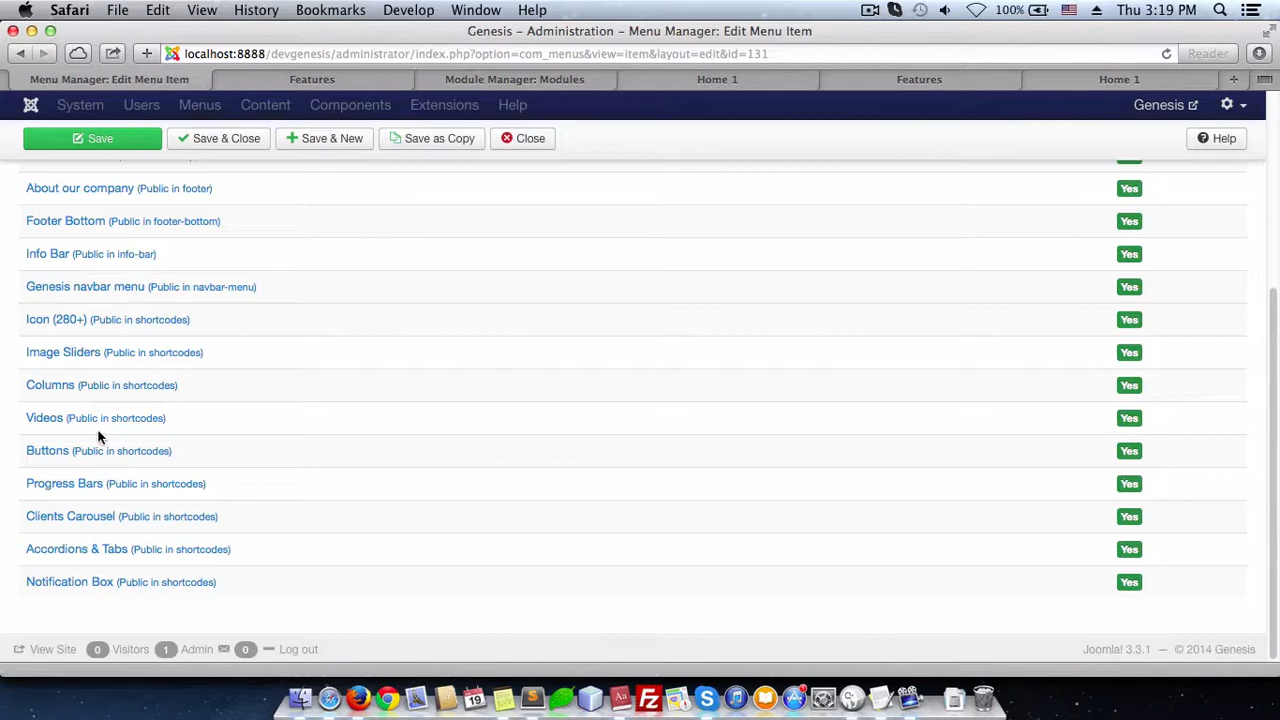 Safari File Edit View History Bookmarks Develop Window Help 100% Thu 3:19 PM
Genesis – Administration – Menu Manager: Edit Menu Item
localhost:8888/devgenesis/administrator/index.php?option=com_menus&view=item&layout=edit&id=131 Reader
Menu Manager: Edit Menu Item Features Module Manager: Modules Home 1 Features Home 1
System Users Menus Content Components Extensions Help Genesis
Save Save & Close Save & New Save as Copy Close Help
About our company (Public in footer) Yes
Footer Bottom (Public in footer-bottom) Yes
Info Bar (Public in info-bar) Yes
Genesis navbar menu (Public in navbar-menu) Yes
Icon (280+) (Public in shortcodes) Yes
Image Sliders (Public in shortcodes) Yes
Columns (Public in shortcodes) Yes
Videos (Public in shortcodes) Yes
Buttons (Public in shortcodes) Yes
Progress Bars (Public in shortcodes) Yes
Clients Carousel (Public in shortcodes) Yes
Accordions & Tabs (Public in shortcodes) Yes
Notification Box (Public in shortcodes) Yes
View Site 0 Visitors 1 Admin 0 Log out Joomla! 3.3.1 — © 2014 Genesis
19